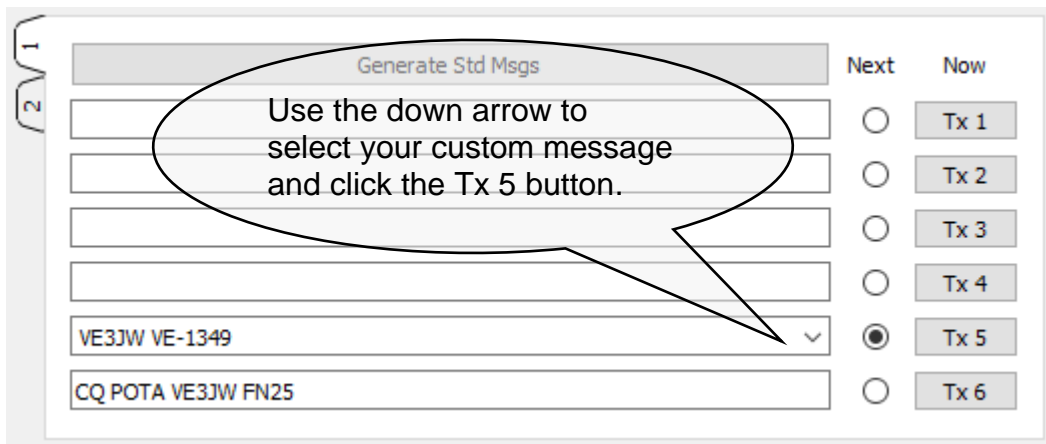 1
2
Generate Std Msgs
Next
Now
Use the down arrow to
select your custom message
and click the Tx 5 button.
Tx 1
Tx 2
Tx 3
Tx 4
VE3JW VE-1349
Tx 5
CQ POTA VE3JW FN25
Tx 6